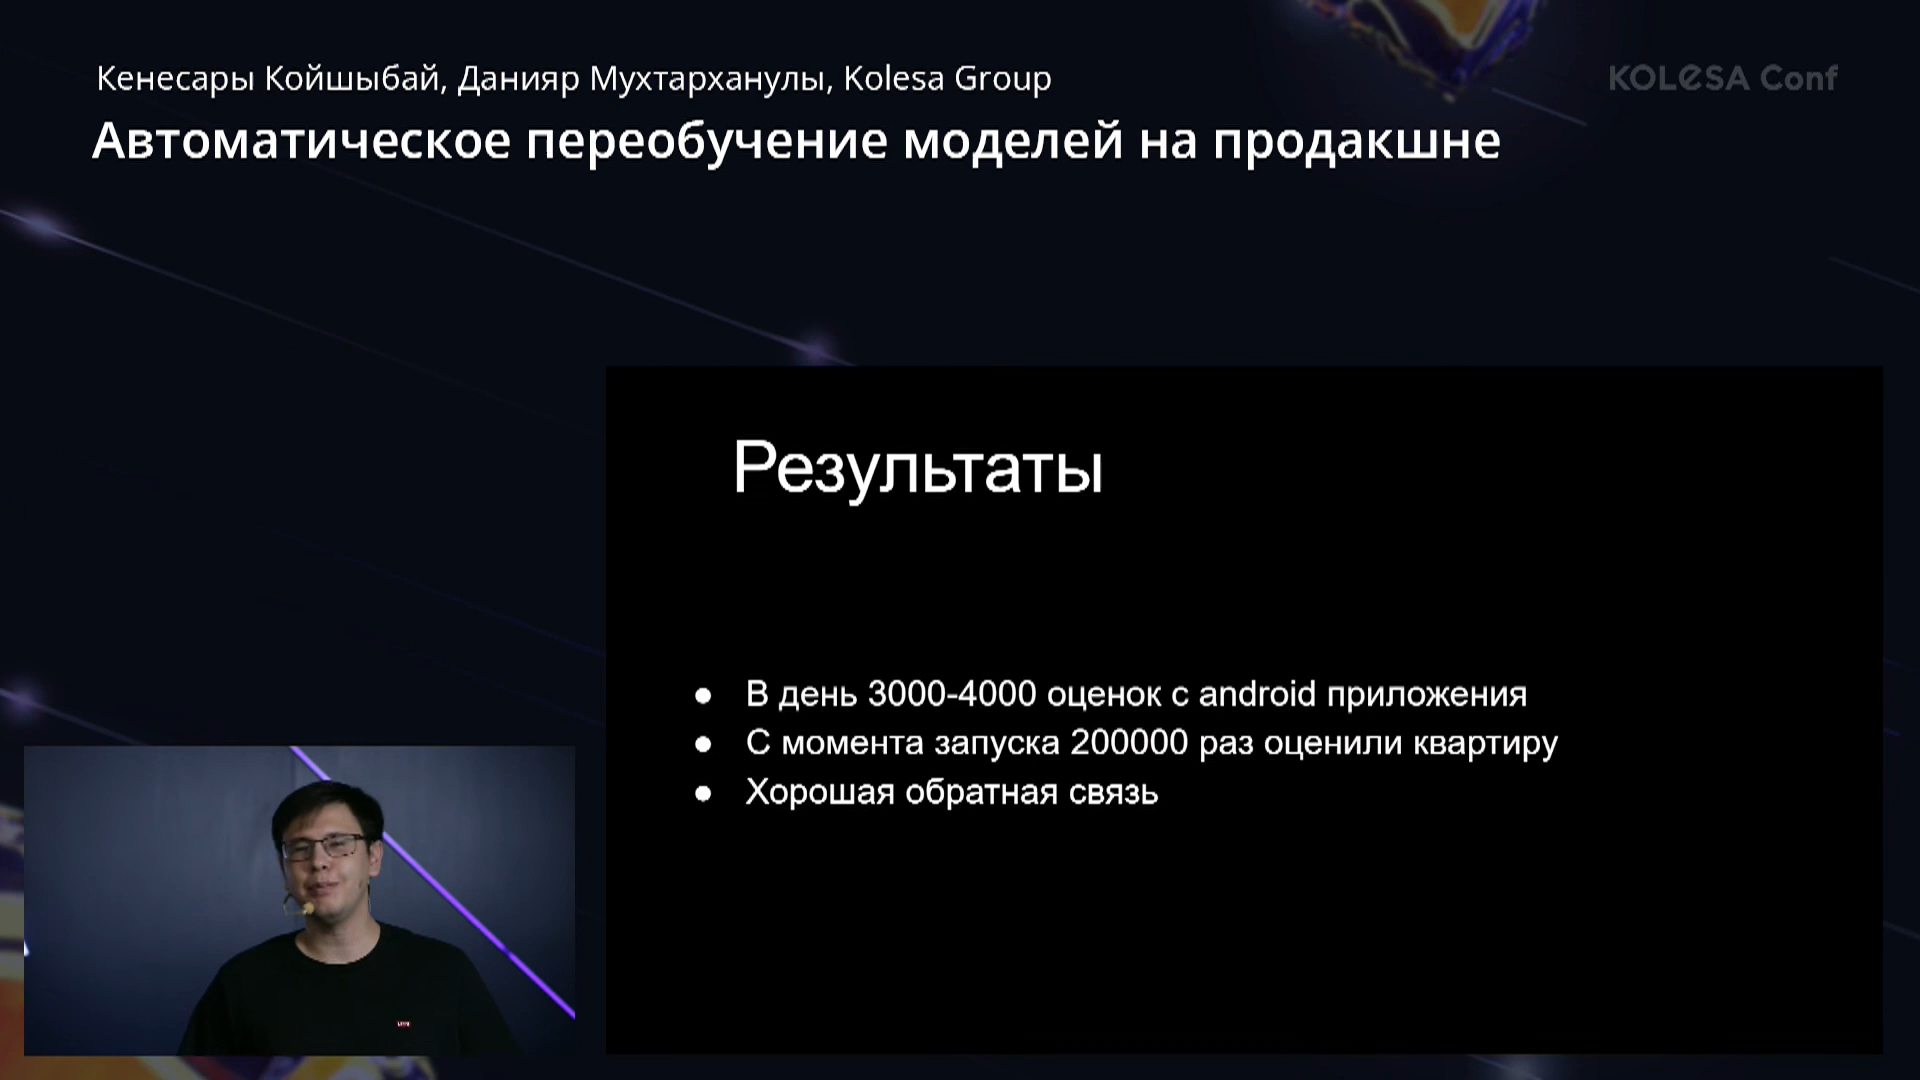 Кенесары Койшыбай, Данияр Мухтарханулы, Kolesa Group
KOLESA Conf
Автоматическое переобучение моделей на продакшне
Результаты
● В день 3000-4000 оценок с android приложения
● С момента запуска 200000 раз оценили квартиру
● Хорошая обратная связь